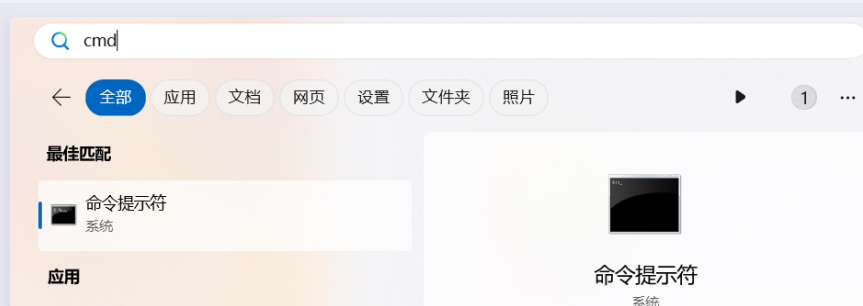 cmd
全部 应用 文档 网页 设置 文件夹 照片 1
最佳匹配
命令提示符
系统
应用
命令提示符
系统